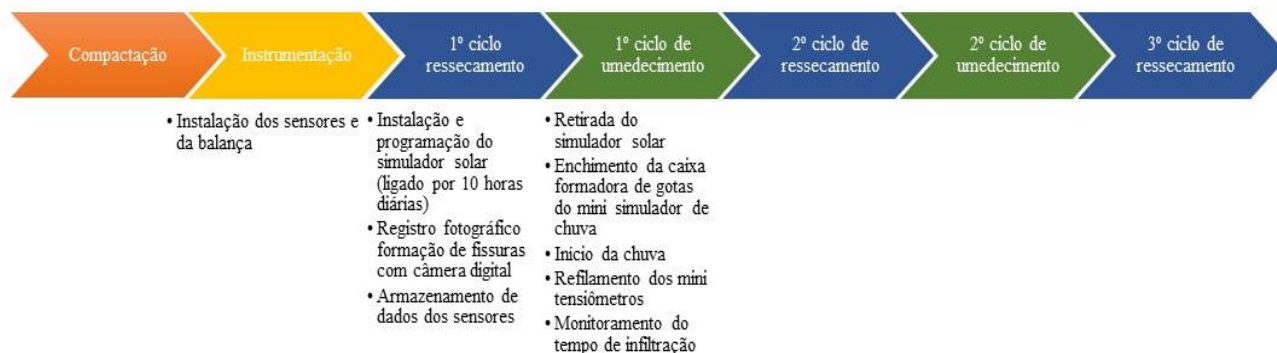 Compactação
Instrumentação
1º ciclo
ressecamento
1º ciclo de
umedecimento
2º ciclo de
ressecamento
2º ciclo de
umedecimento
3º ciclo de
ressecamento
• Instalação dos sensores e
da balança
• Instalação e
programação do
simulador solar
(ligado por 10 horas
diárias)
• Registro fotográfico
formação de fissuras
com câmera digital
• Armazenamento de
dados dos sensores
• Retirada do
simulador solar
• Enchimento da caixa
formadora de gotas
do mini simulador de
chuva
• Inicio da chuva
• Refilamento dos mini
tensiômetros
• Monitoramento do
tempo de infiltração